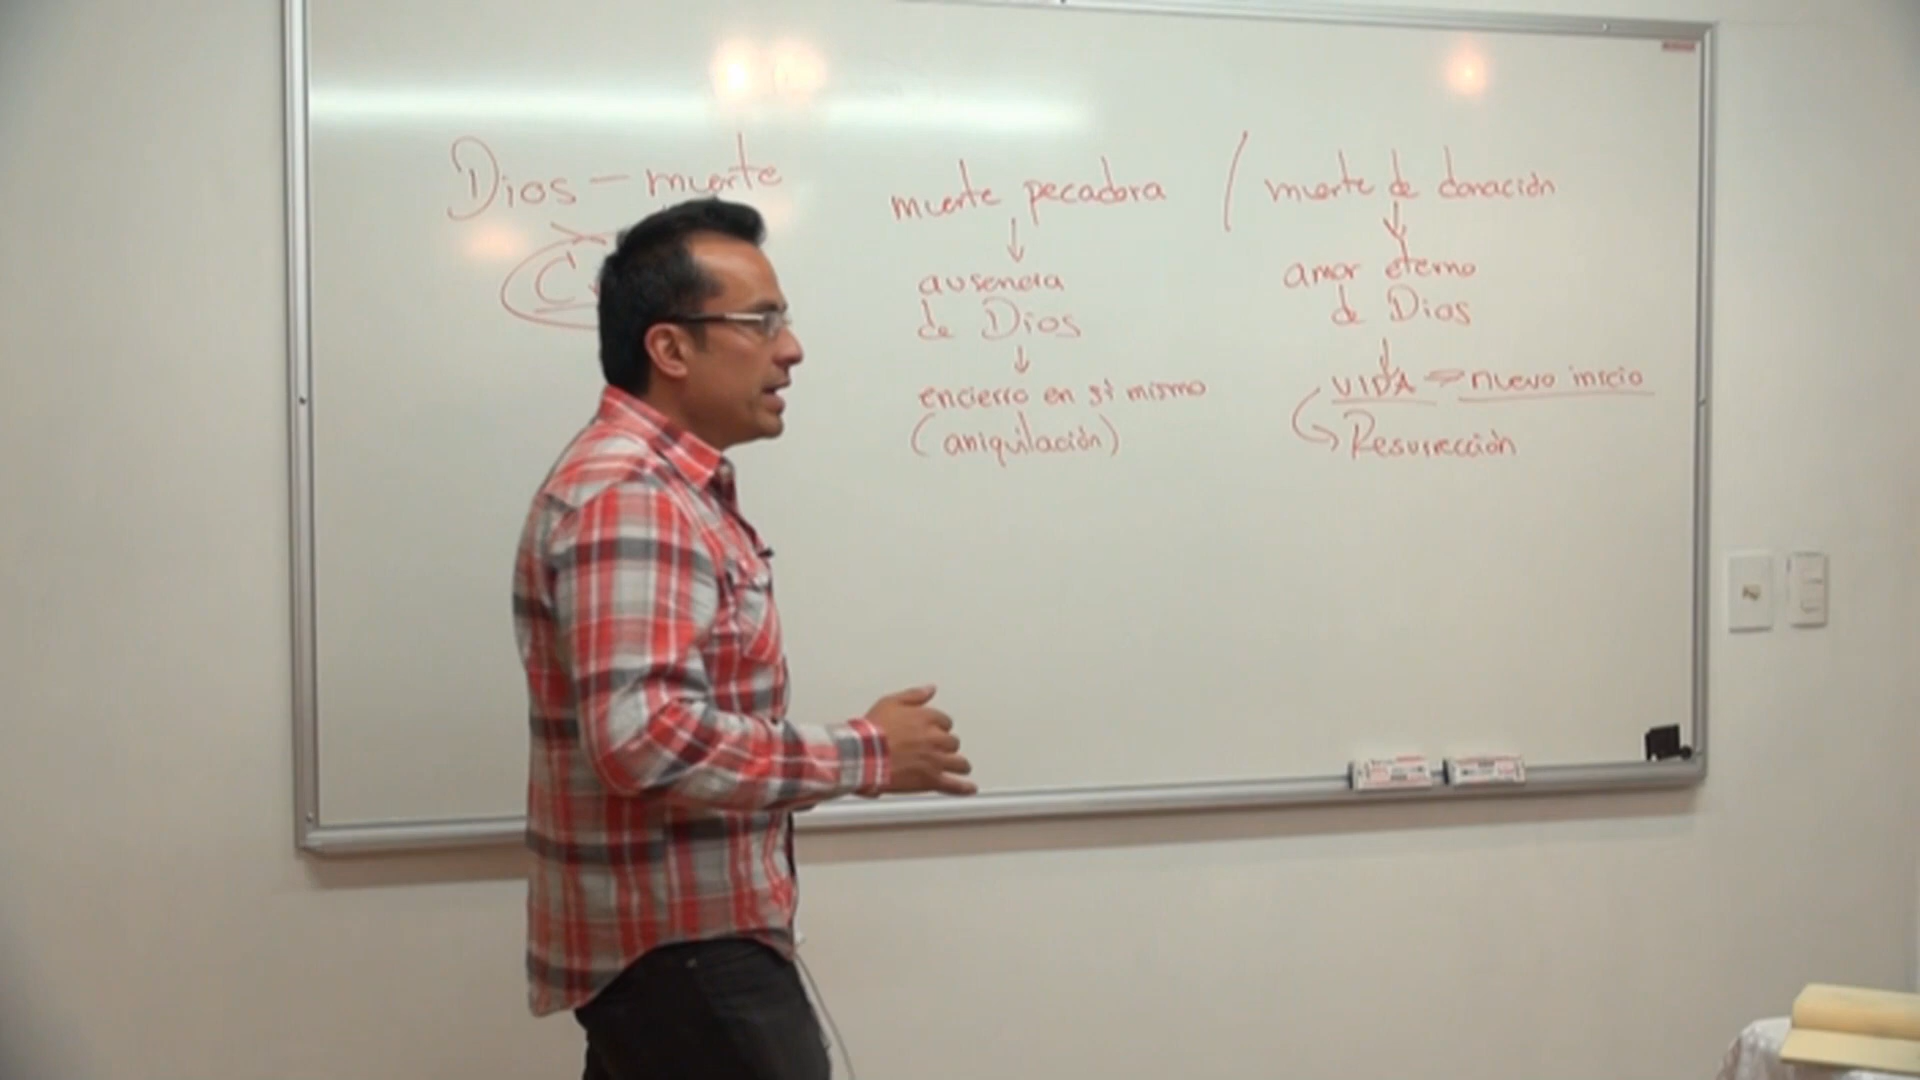 Dios – muerte
muerte pecadora
↓
ausencia
de Dios
↓
encierro en sí mismo
(aniquilación)
/ muerte de donación
↓
amor eterno
de Dios
↓
VIDA → nuevo inicio
Resurrección